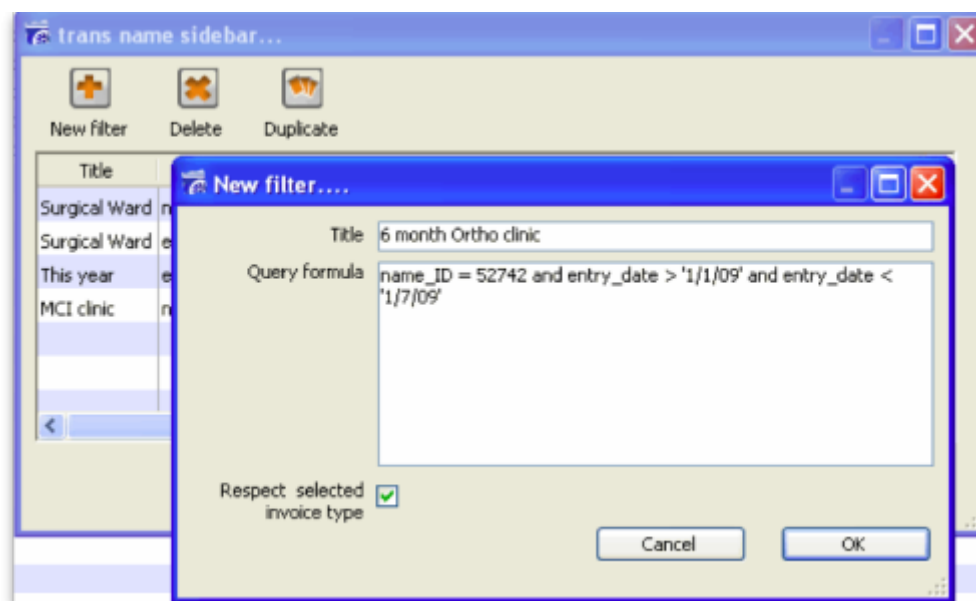 trans name sidebar...
New filter
Delete
Duplicate
Title
Surgical Ward n
Surgical Ward e
This year e
MCI clinic n
New filter....
Title 6 month Ortho clinic
Query formula name_ID = 52742 and entry_date > '1/1/09' and entry_date <
'1/7/09'
Respect selected
invoice type
Cancel
OK